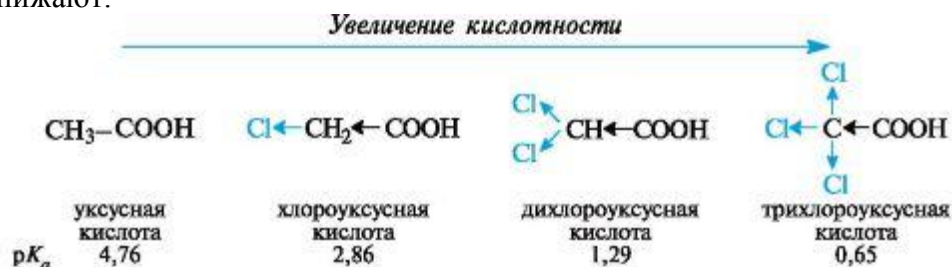 нижают:
Увеличение кислотности
CH₃–COOH Cl←CH₂←COOH Cl Cl CH←COOH Cl Cl←C←COOH Cl
уксусная хлороуксусная дихлороуксусная трихлороуксусная
кислота кислота кислота кислота
pKₐ 4,76 2,86 1,29 0,65